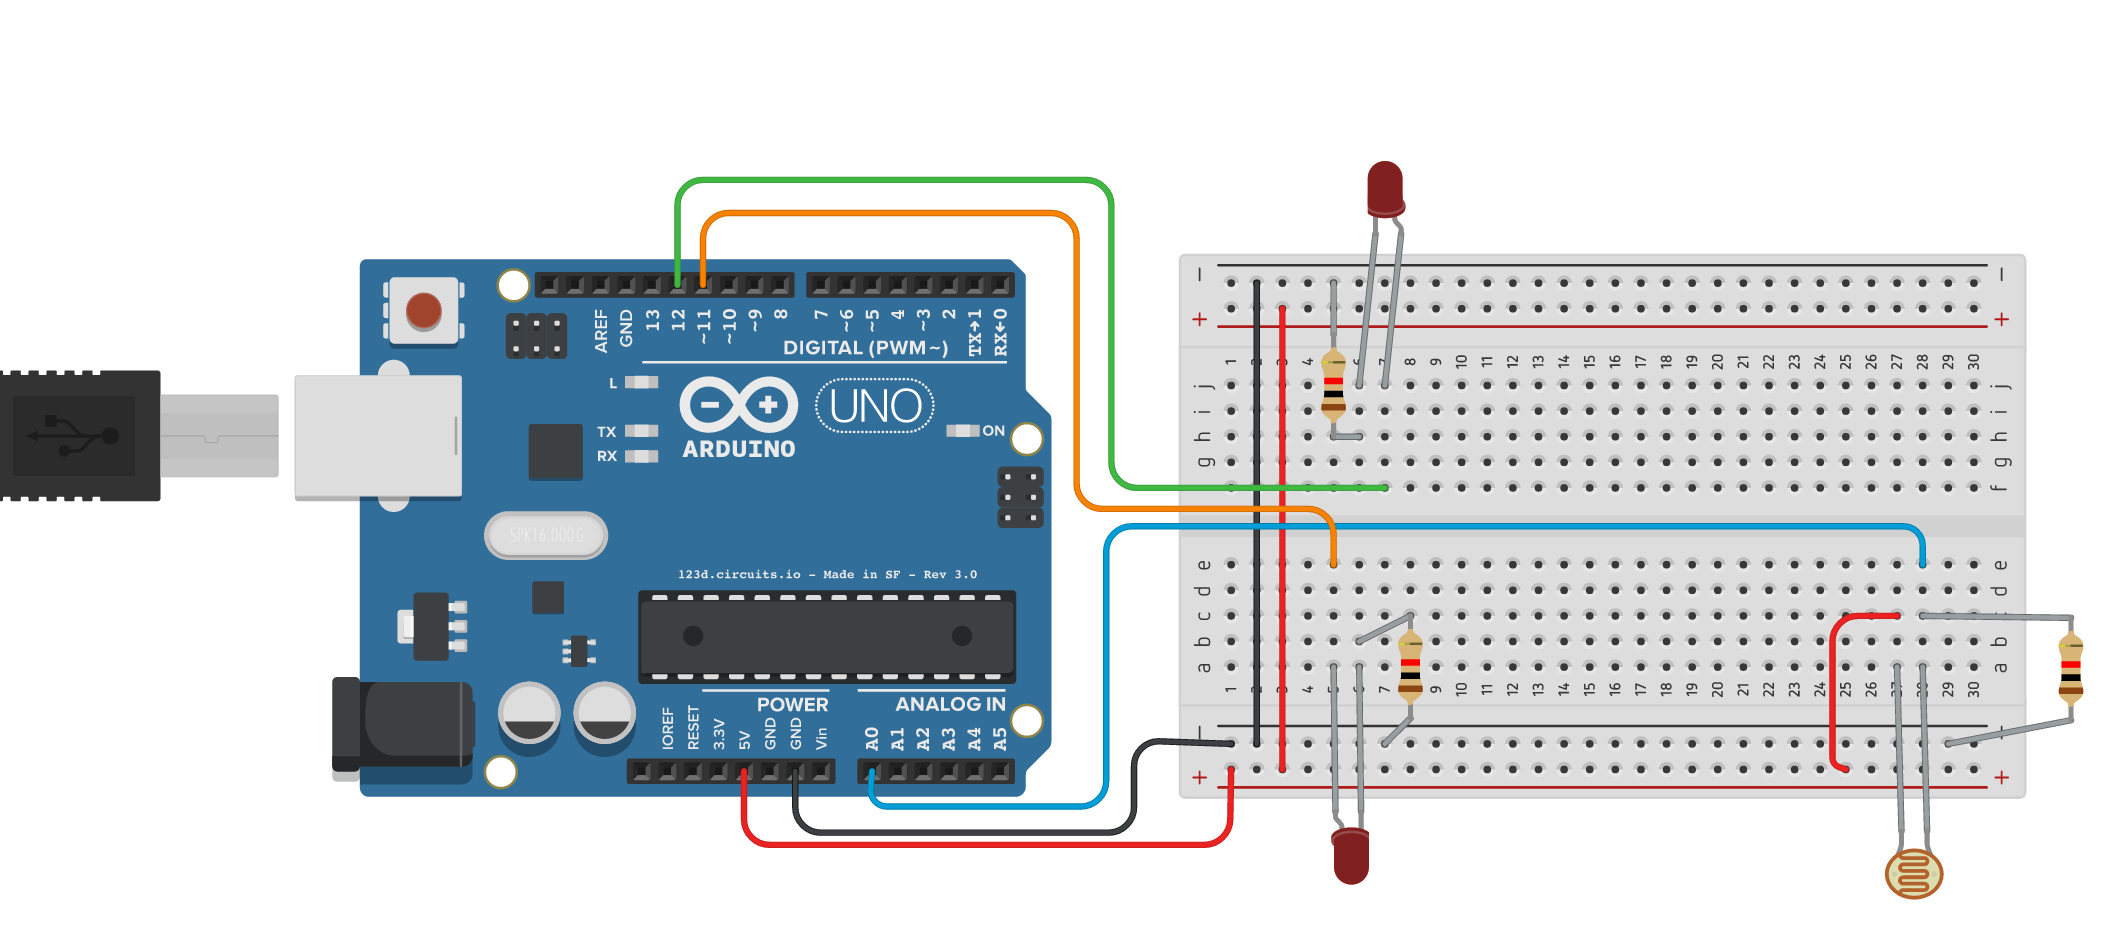 AREF
GND
13
12
~11
~10
~9
8
7
~6
~5
4
~3
2
TX→1
RX←0
DIGITAL (PWM~)
L
TX
RX
ARDUINO
UNO
ON
SPK16.000G
123d.circuits.io - Made in SF - Rev 3.0
POWER
ANALOG IN
IOREF
RESET
3.3V
5V
GND
GND
Vin
A0
A1
A2
A3
A4
A5
− −
+ +
1 2 3 4 6 7 8 9 10 11 12 13 14 15 16 17 18 19 20 21 22 23 24 25 26 27 28 29 30
j j
i i
h h
g g
f f
e e
d d
c c
b b
a a
1 2 3 4 5 6 7 9 10 11 12 13 14 15 16 17 18 19 20 21 22 23 24 25 26 27 28 29 30
− −
+ +